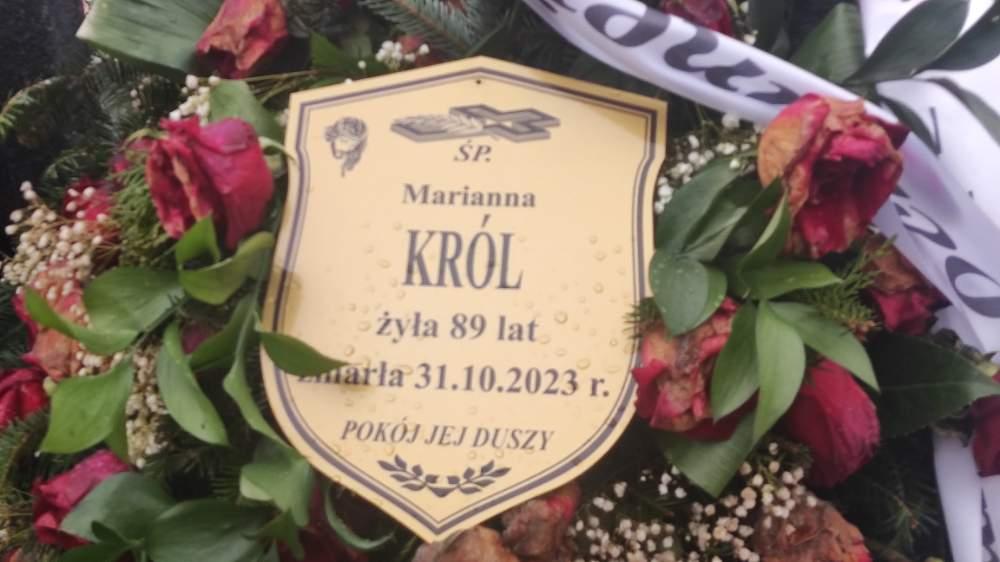 ŚP.
Marianna
KRÓL
żyła 89 lat
zmarła 31.10.2023 r.
POKÓJ JEJ DUSZY